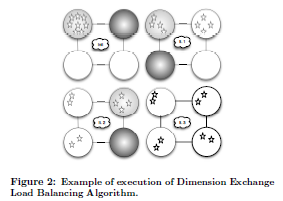 Figure 2: Example of execution of Dimension Exchange
Load Balancing Algorithm.